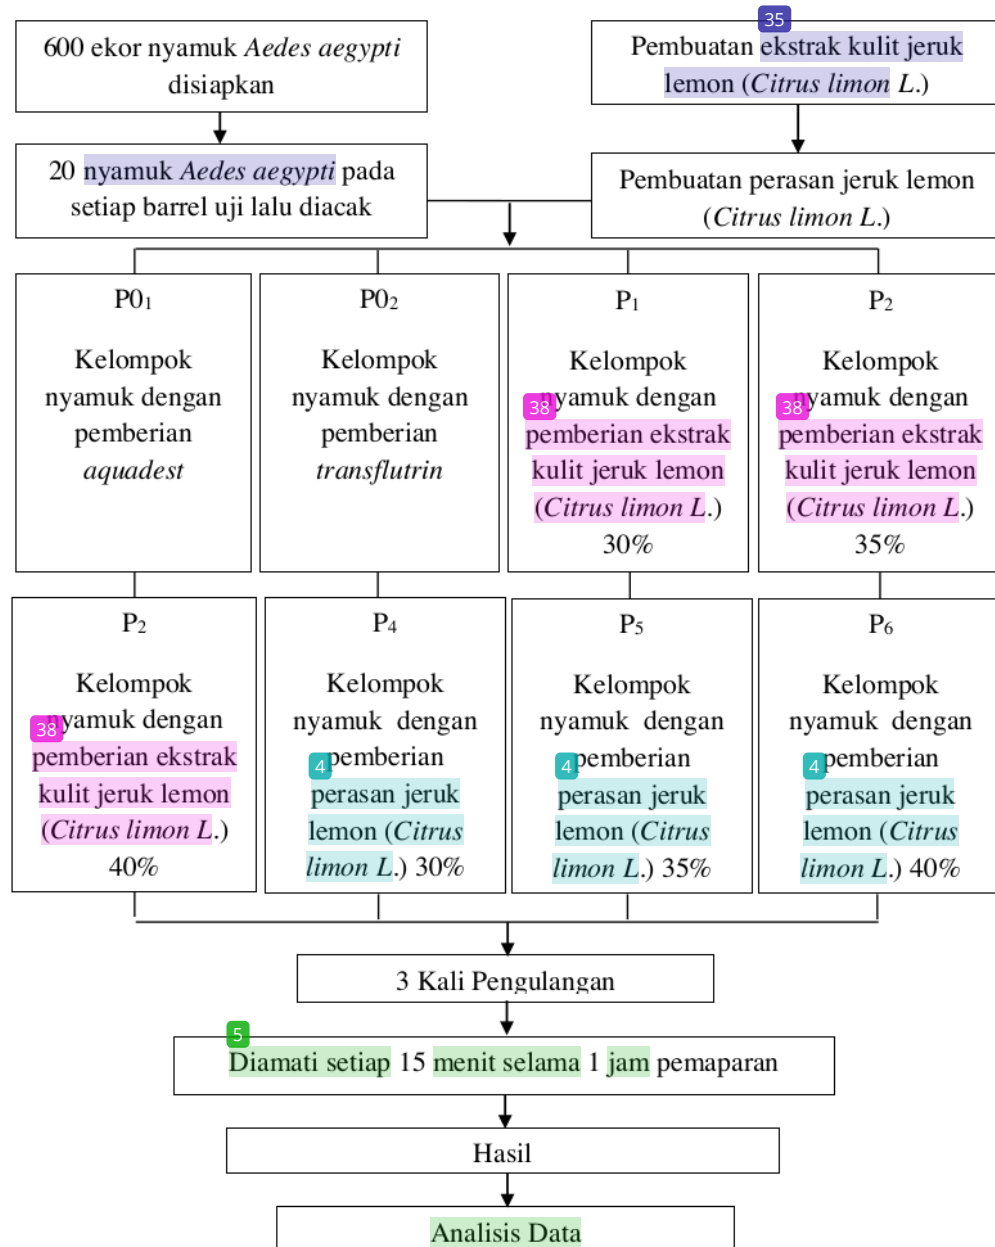 600 ekor nyamuk Aedes aegypti
disiapkan
35
Pembuatan ekstrak kulit jeruk
lemon (Citrus limon L.)
20 nyamuk Aedes aegypti pada
setiap barrel uji lalu diacak
Pembuatan perasan jeruk lemon
(Citrus limon L.)
P0₁
Kelompok
nyamuk dengan
pemberian
aquadest
P0₂
Kelompok
nyamuk dengan
pemberian
transflutrin
P₁
Kelompok
nyamuk dengan
38
pemberian ekstrak
kulit jeruk lemon
(Citrus limon L.)
30%
P₂
Kelompok
nyamuk dengan
38
pemberian ekstrak
kulit jeruk lemon
(Citrus limon L.)
35%
P₂
Kelompok
nyamuk dengan
38
pemberian ekstrak
kulit jeruk lemon
(Citrus limon L.)
40%
P₄
Kelompok
nyamuk dengan
pemberian
4
perasan jeruk
lemon (Citrus
limon L.) 30%
P₅
Kelompok
nyamuk dengan
pemberian
4
perasan jeruk
lemon (Citrus
limon L.) 35%
P₆
Kelompok
nyamuk dengan
pemberian
4
perasan jeruk
lemon (Citrus
limon L.) 40%
3 Kali Pengulangan
5
Diamati setiap 15 menit selama 1 jam pemaparan
Hasil
Analisis Data